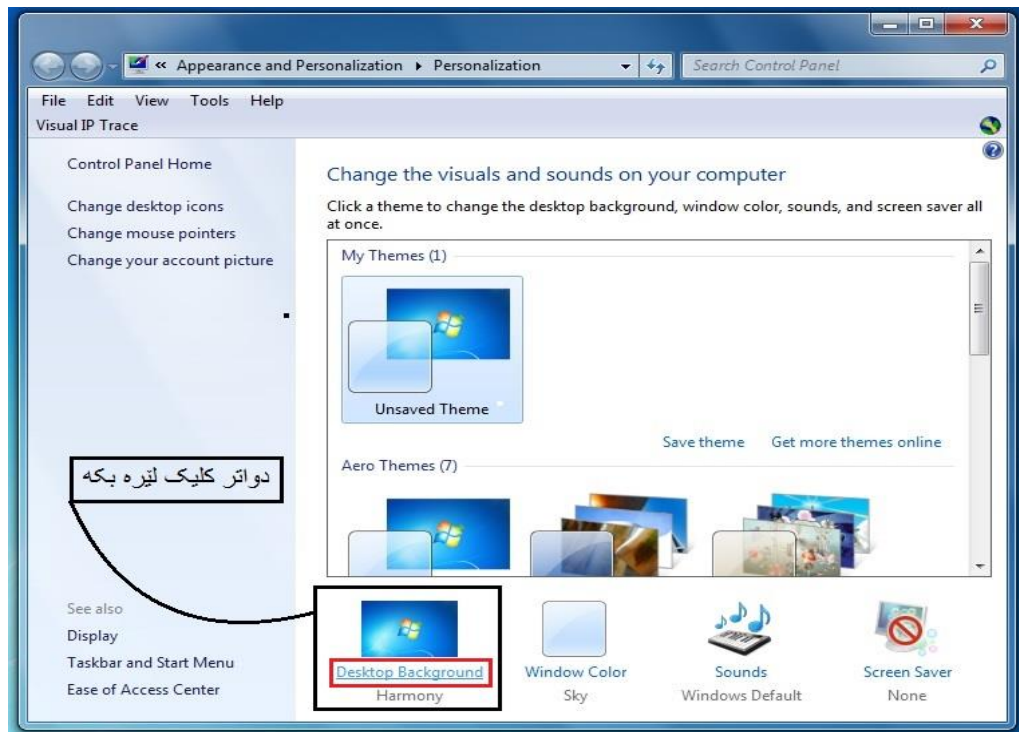 « Appearance and Personalization ▸ Personalization
Search Control Panel
File Edit View Tools Help
Visual IP Trace
Control Panel Home
Change desktop icons
Change mouse pointers
Change your account picture
Change the visuals and sounds on your computer
Click a theme to change the desktop background, window color, sounds, and screen saver all
at once.
My Themes (1)
Unsaved Theme
Save theme Get more themes online
Aero Themes (7)
دواتر کلیک لێره بکه
See also
Display
Taskbar and Start Menu
Ease of Access Center
Desktop Background
Harmony
Window Color
Sky
Sounds
Windows Default
Screen Saver
None